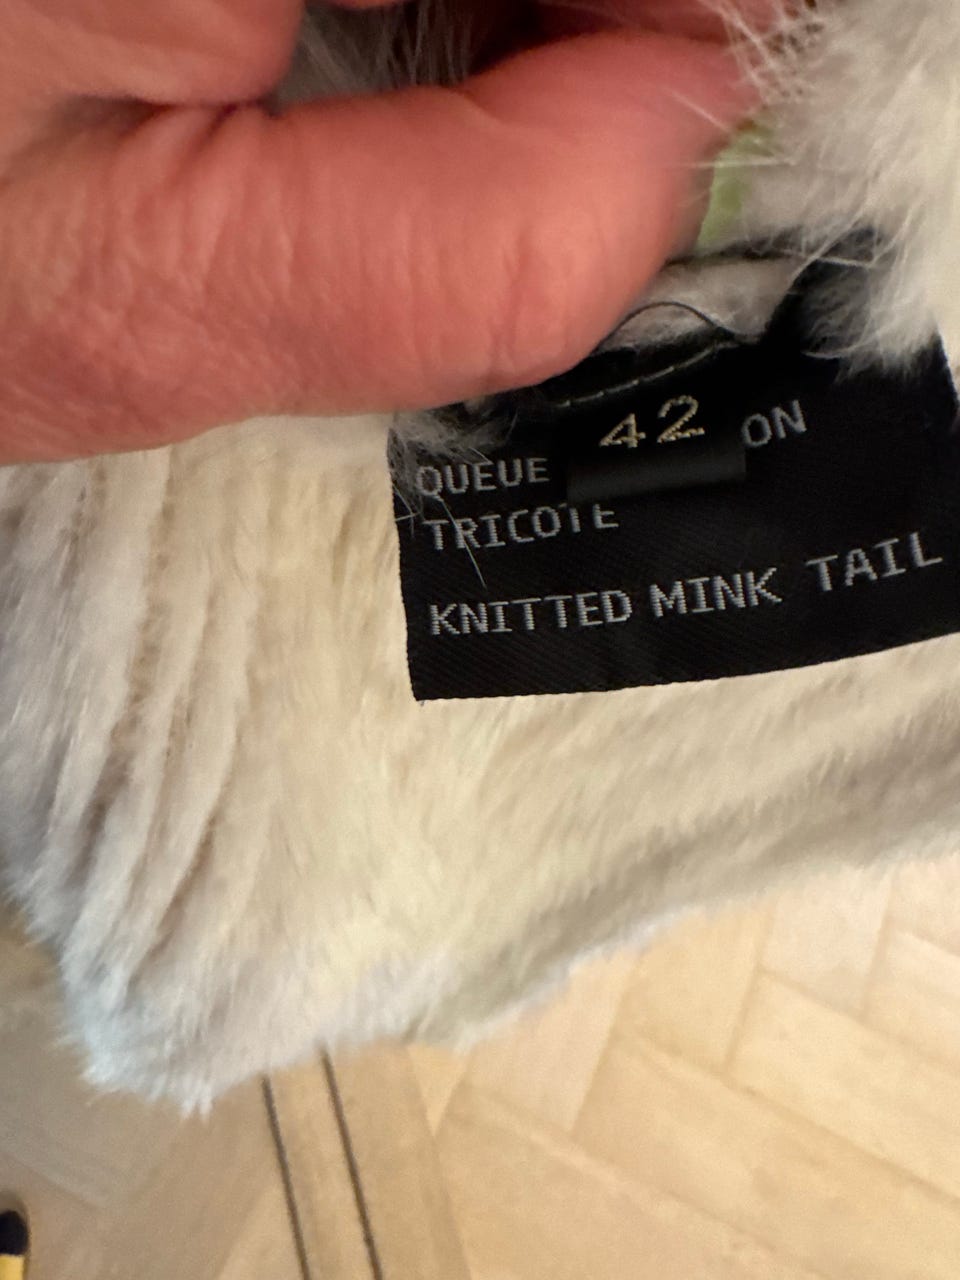 42
QUEUE ON
TRICOTE
KNITTED MINK TAIL